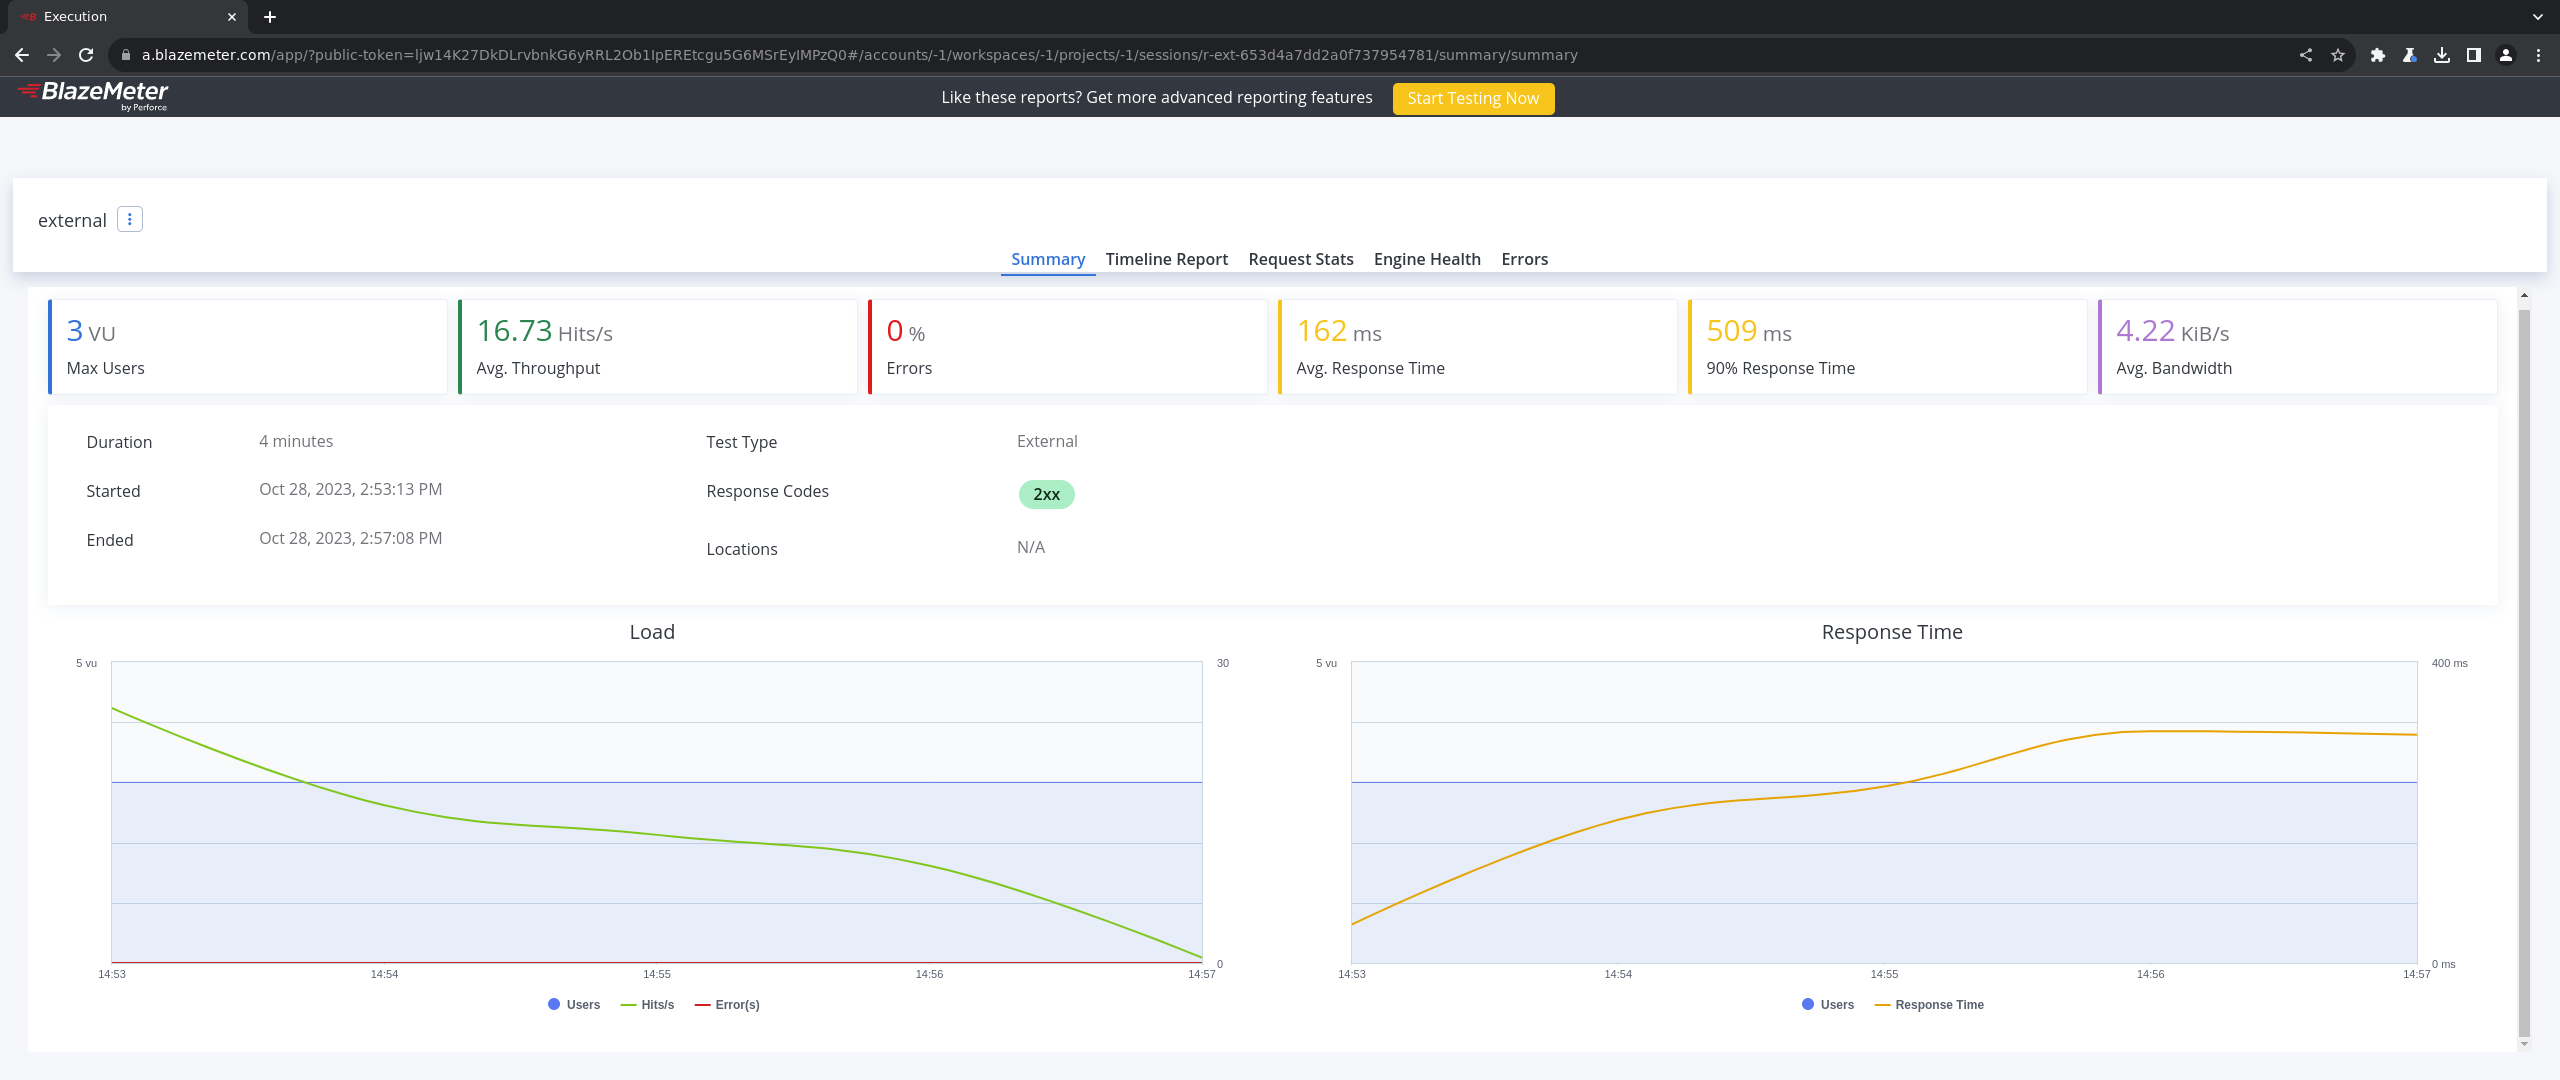 Execution
a.blazemeter.com/app/?public-token=ljw14K27DkDLrvbnkG6yRRL2Ob1IpEREtcgu5G6MSrEyIMPzQ0#/accounts/-1/workspaces/-1/projects/-1/sessions/r-ext-653d4a7dd2a0f737954781/summary/summary
BlazeMeter
by Perforce
Like these reports? Get more advanced reporting features
Start Testing Now
external
Summary Timeline Report Request Stats Engine Health Errors
3 VU
Max Users
16.73 Hits/s
Avg. Throughput
0 %
Errors
162 ms
Avg. Response Time
509 ms
90% Response Time
4.22 KiB/s
Avg. Bandwidth
Duration 4 minutes
Started Oct 28, 2023, 2:53:13 PM
Ended Oct 28, 2023, 2:57:08 PM
Test Type External
Response Codes 2xx
Locations N/A
Load
5 vu 30
0
14:53 14:54 14:55 14:56 14:57
Users Hits/s Error(s)
Response Time
5 vu 400 ms
0 ms
14:53 14:54 14:55 14:56 14:57
Users Response Time